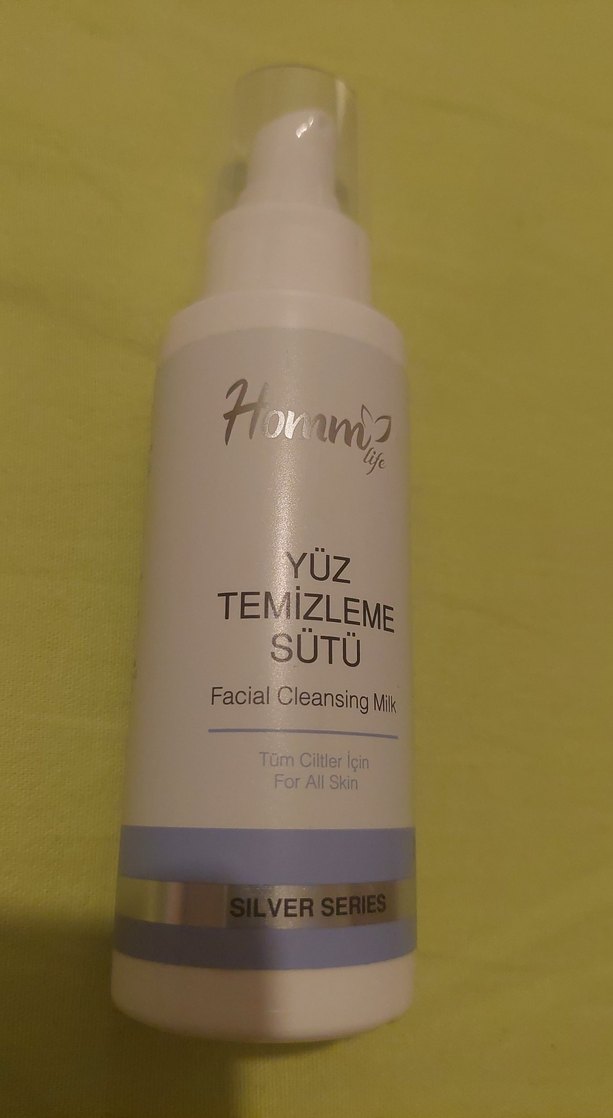 Homm
life
YÜZ
TEMİZLEME
SÜTÜ
Facial Cleansing Milk
Tüm Ciltler İçin
For All Skin
SILVER SERIES